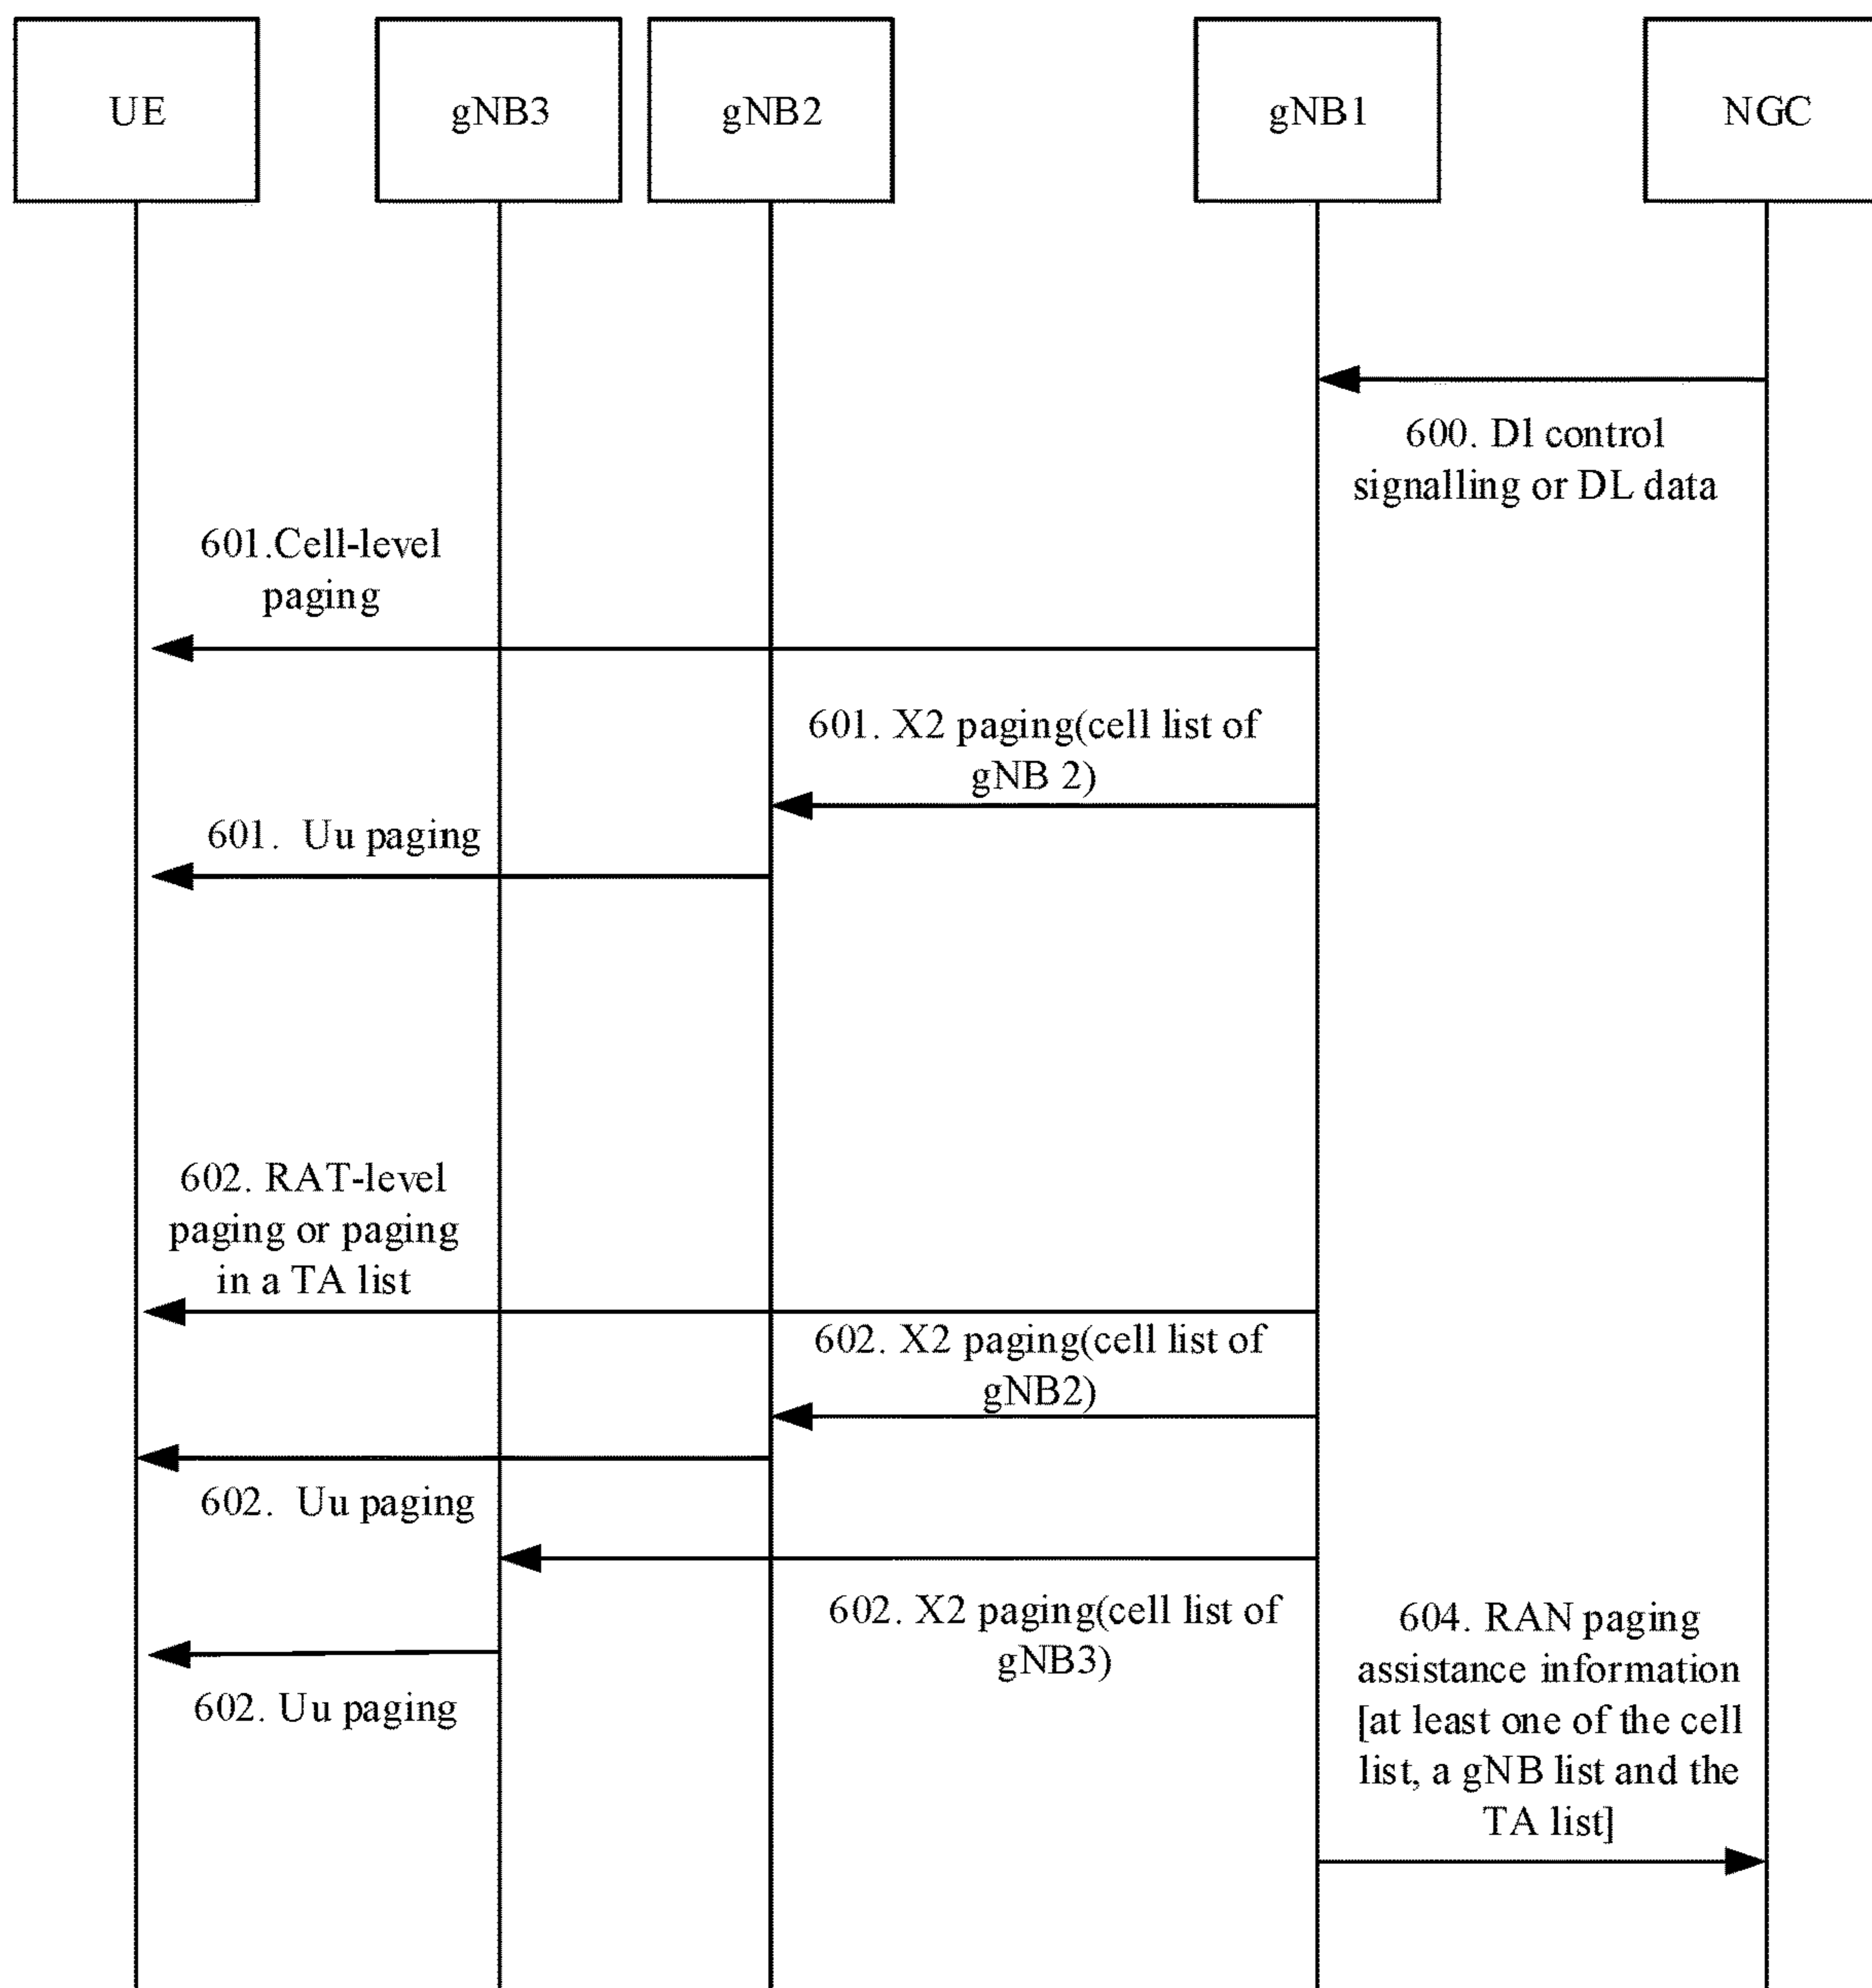 UE
gNB3
gNB2
gNB1
NGC
600. Dl control
signalling or DL data
601.Cell-level
paging
601. X2 paging(cell list of
gNB 2)
601. Uu paging
602. RAT-level
paging or paging
in a TA list
602. X2 paging(cell list of
gNB2)
602. Uu paging
602. X2 paging(cell list of
gNB3)
602. Uu paging
604. RAN paging
assistance information
[at least one of the cell
list, a gNB list and the
TA list]